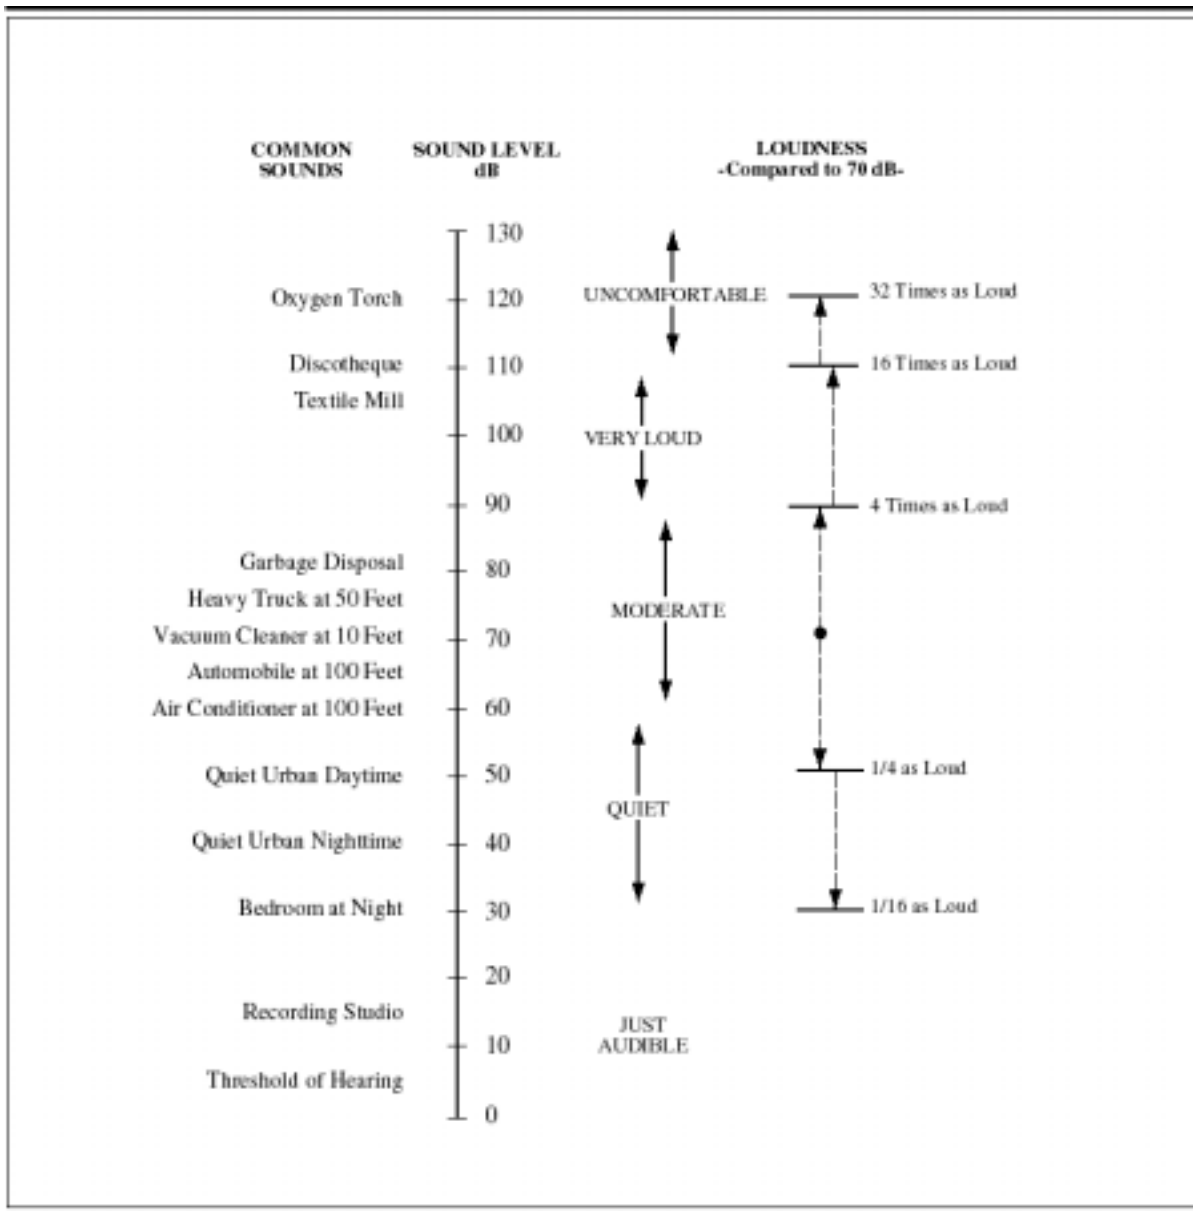 COMMON
SOUNDS
SOUND LEVEL
dB
LOUDNESS
-Compared to 70 dB-
130
Oxygen Torch
120
UNCOMFORTABLE
32 Times as Loud
Discotheque
110
16 Times as Loud
Textile Mill
100
VERY LOUD
90
4 Times as Loud
Garbage Disposal
80
Heavy Truck at 50 Feet
MODERATE
Vacuum Cleaner at 10 Feet
70
Automobile at 100 Feet
Air Conditioner at 100 Feet
60
Quiet Urban Daytime
50
1/4 as Loud
QUIET
Quiet Urban Nighttime
40
Bedroom at Night
30
1/16 as Loud
20
Recording Studio
JUST
AUDIBLE
10
Threshold of Hearing
0